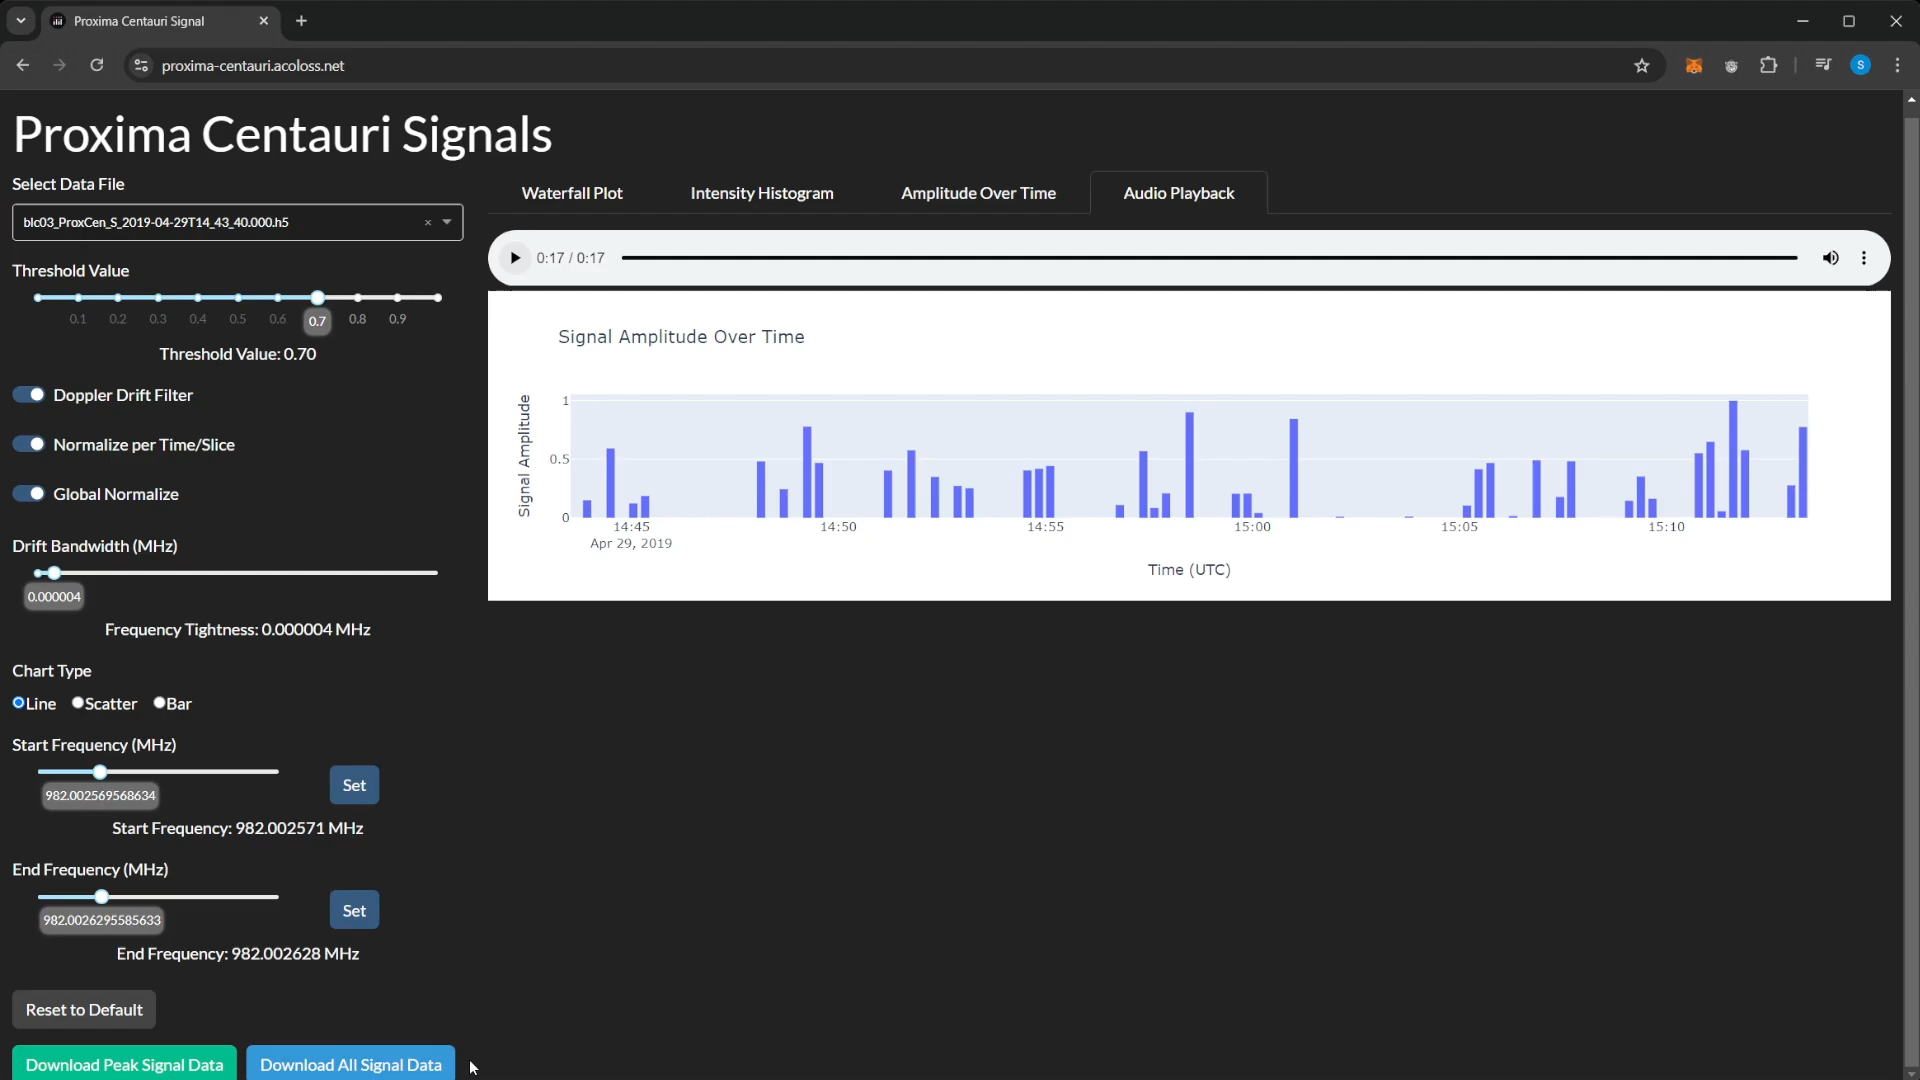 Proxima Centauri Signal
proxima-centauri.acoloss.net
S
Proxima Centauri Signals
Select Data File
blc03_ProxCen_S_2019-04-29T14_43_40.000.h5
Threshold Value
0.1 0.2 0.3 0.4 0.5 0.6 0.7 0.8 0.9
Threshold Value: 0.70
Doppler Drift Filter
Normalize per Time/Slice
Global Normalize
Drift Bandwidth (MHz)
0.000004
Frequency Tightness: 0.000004 MHz
Chart Type
Line Scatter Bar
Start Frequency (MHz)
982.002569568634
Set
Start Frequency: 982.002571 MHz
End Frequency (MHz)
982.0026295585633
Set
End Frequency: 982.002628 MHz
Reset to Default
Download Peak Signal Data Download All Signal Data
Waterfall Plot Intensity Histogram Amplitude Over Time Audio Playback
0:17 / 0:17
Signal Amplitude Over Time
Signal Amplitude
1
0.5
0
14:45 14:50 14:55 15:00 15:05 15:10
Apr 29, 2019
Time (UTC)